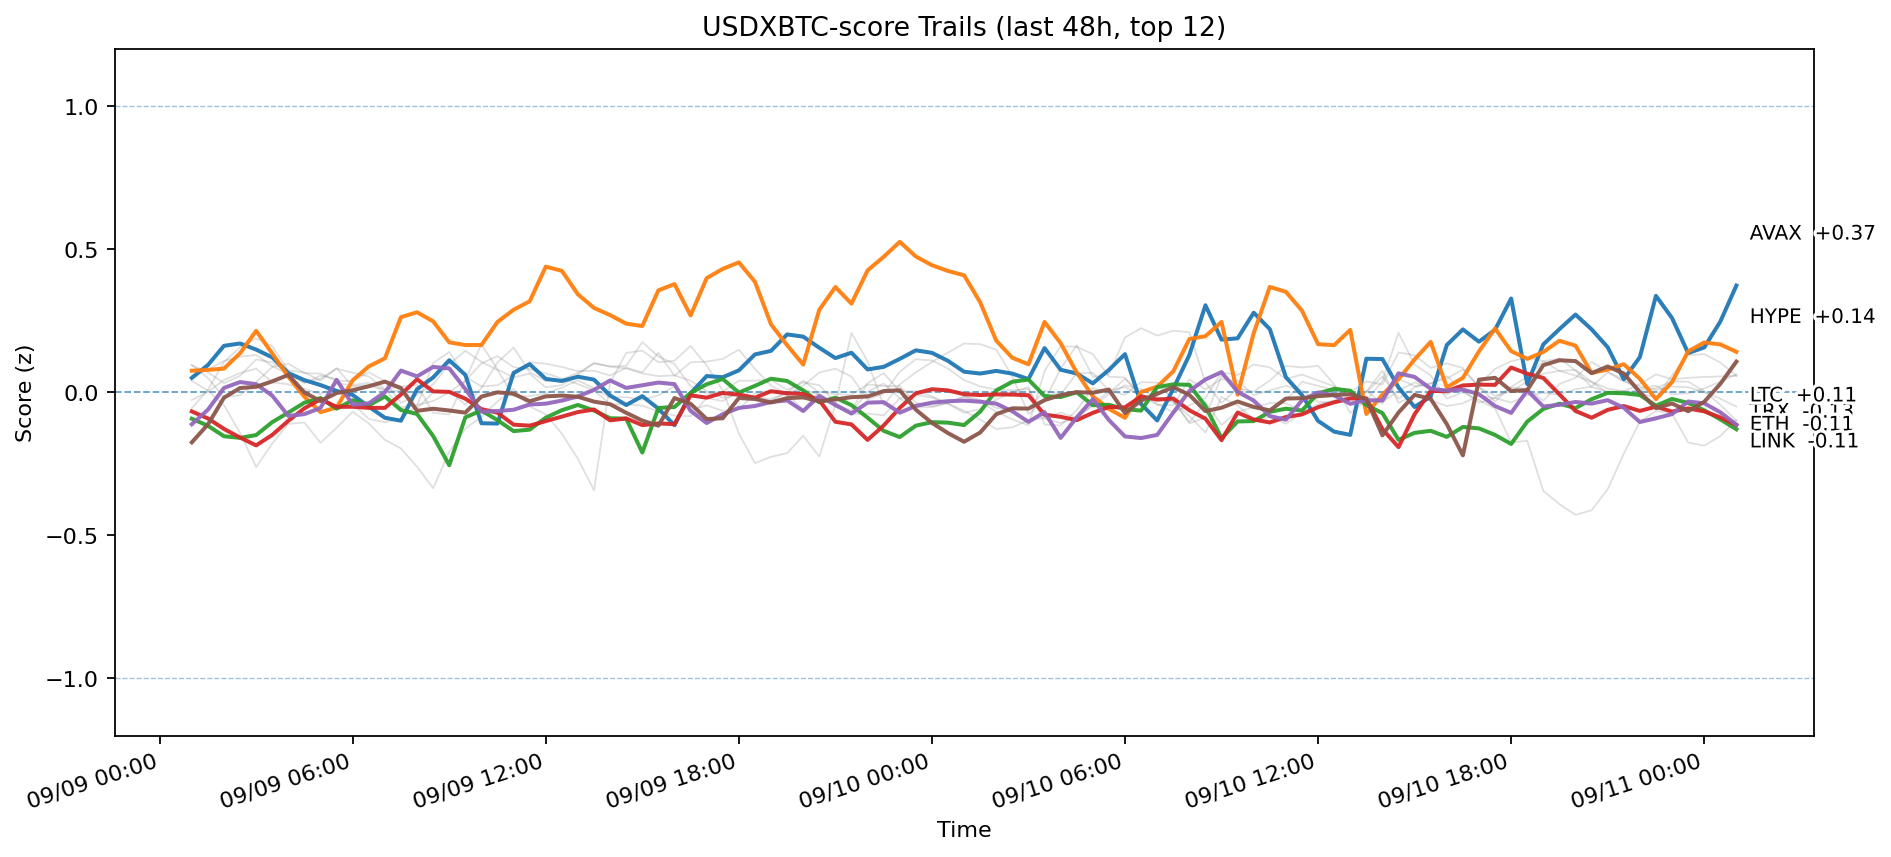 USDXBTC-score Trails (last 48h, top 12)
Score (z)
1.0
0.5
0.0
−0.5
−1.0
AVAX +0.37
HYPE +0.14
LTC +0.11
TRX -0.13
ETH -0.11
LINK -0.11
09/09 00:00
09/09 06:00
09/09 12:00
09/09 18:00
09/10 00:00
09/10 06:00
09/10 12:00
09/10 18:00
09/11 00:00
Time